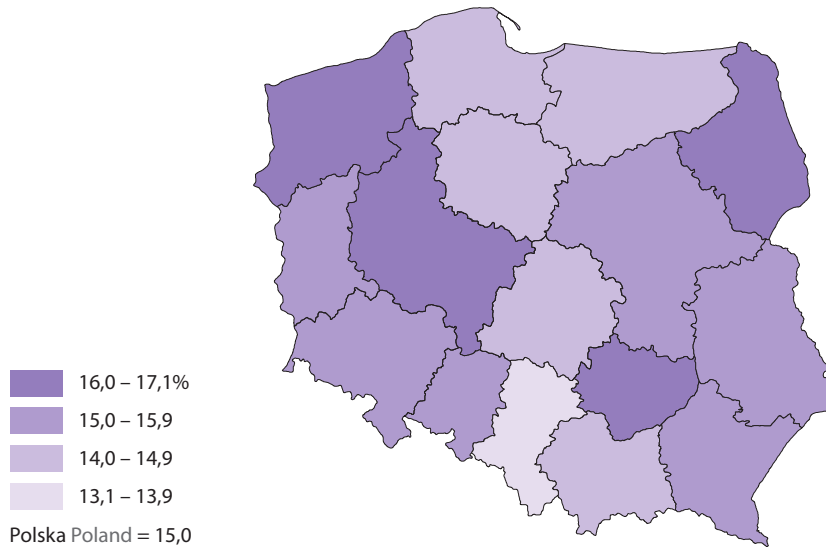 16,0 – 17,1%
15,0 – 15,9
14,0 – 14,9
13,1 – 13,9
Polska Poland = 15,0